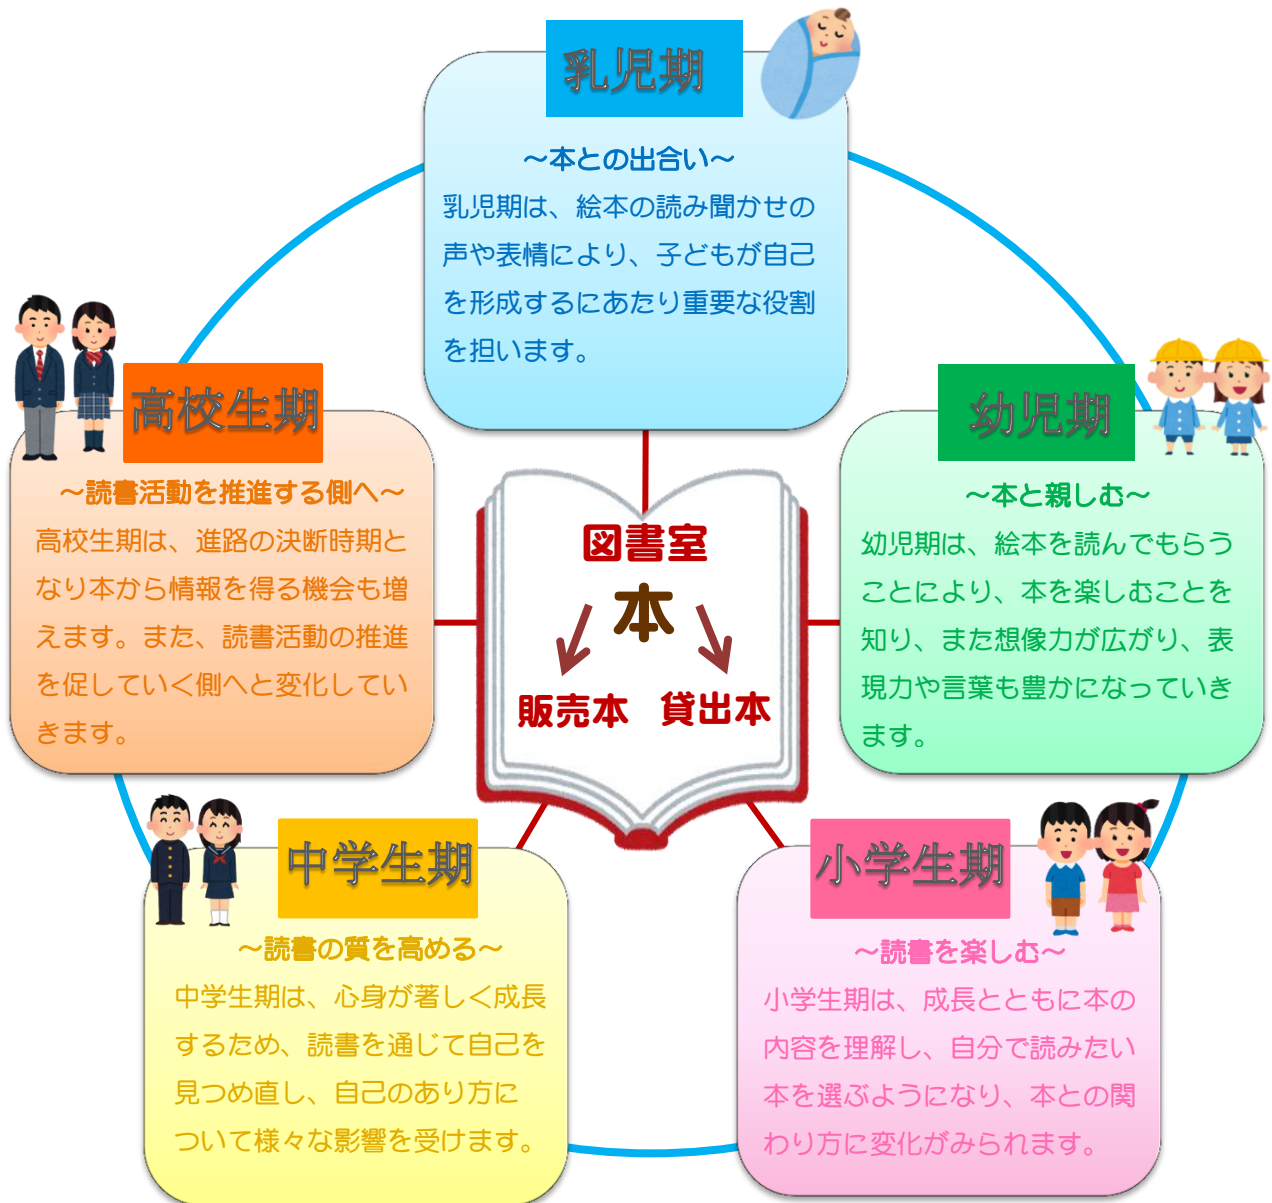 乳児期
～本との出合い～
乳児期は、絵本の読み聞かせの
声や表情により、子どもが自己
を形成するにあたり重要な役割
を担います。
幼児期
～本と親しむ～
幼児期は、絵本を読んでもらう
ことにより、本を楽しむことを
知り、また想像力が広がり、表
現力や言葉も豊かになっていき
ます。
小学生期
～読書を楽しむ～
小学生期は、成長とともに本の
内容を理解し、自分で読みたい
本を選ぶようになり、本との関
わり方に変化がみられます。
中学生期
～読書の質を高める～
中学生期は、心身が著しく成長
するため、読書を通じて自己を
見つめ直し、自己のあり方に
ついて様々な影響を受けます。
高校生期
～読書活動を推進する側へ～
高校生期は、進路の決断時期と
なり本から情報を得る機会も増
えます。また、読書活動の推進
を促していく側へと変化してい
きます。
図書室
本
販売本 貸出本